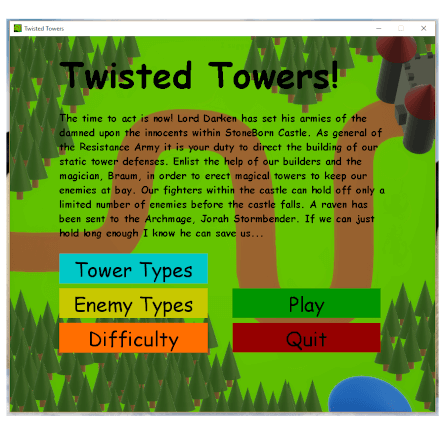 Twisted Towers
Twisted Towers!
The time to act is now! Lord Darken has set his armies of the
damned upon the innocents within StoneBorn Castle. As general of
the Resistance Army it is your duty to direct the building of our
static tower defenses. Enlist the help of our builders and the
magician, Braum, in order to erect magical towers to keep our
enemies at bay. Our fighters within the castle can hold off only a
limited number of enemies before the castle falls. A raven has
been sent to the Archmage, Jorah Stormbender. If we can just
hold long enough I know he can save us...
Tower Types
Enemy Types
Play
Difficulty
Quit